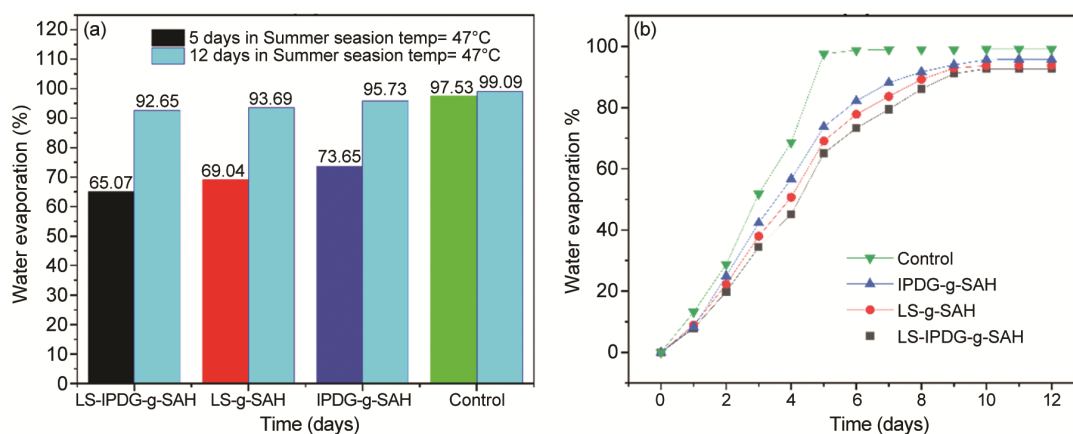 (a)
5 days in Summer seasion temp= 47°C
12 days in Summer seasion temp= 47°C
Water evaporation (%)
120
110
100
90
80
70
60
50
40
30
20
10
0
65.07
92.65
69.04
93.69
73.65
95.73
97.53
99.09
LS-IPDG-g-SAH
LS-g-SAH
IPDG-g-SAH
Control
Time (days)
(b)
Water evapration %
100
80
60
40
20
0
Control
IPDG-g-SAH
LS-g-SAH
LS-IPDG-g-SAH
0
2
4
6
8
10
12
Time (days)